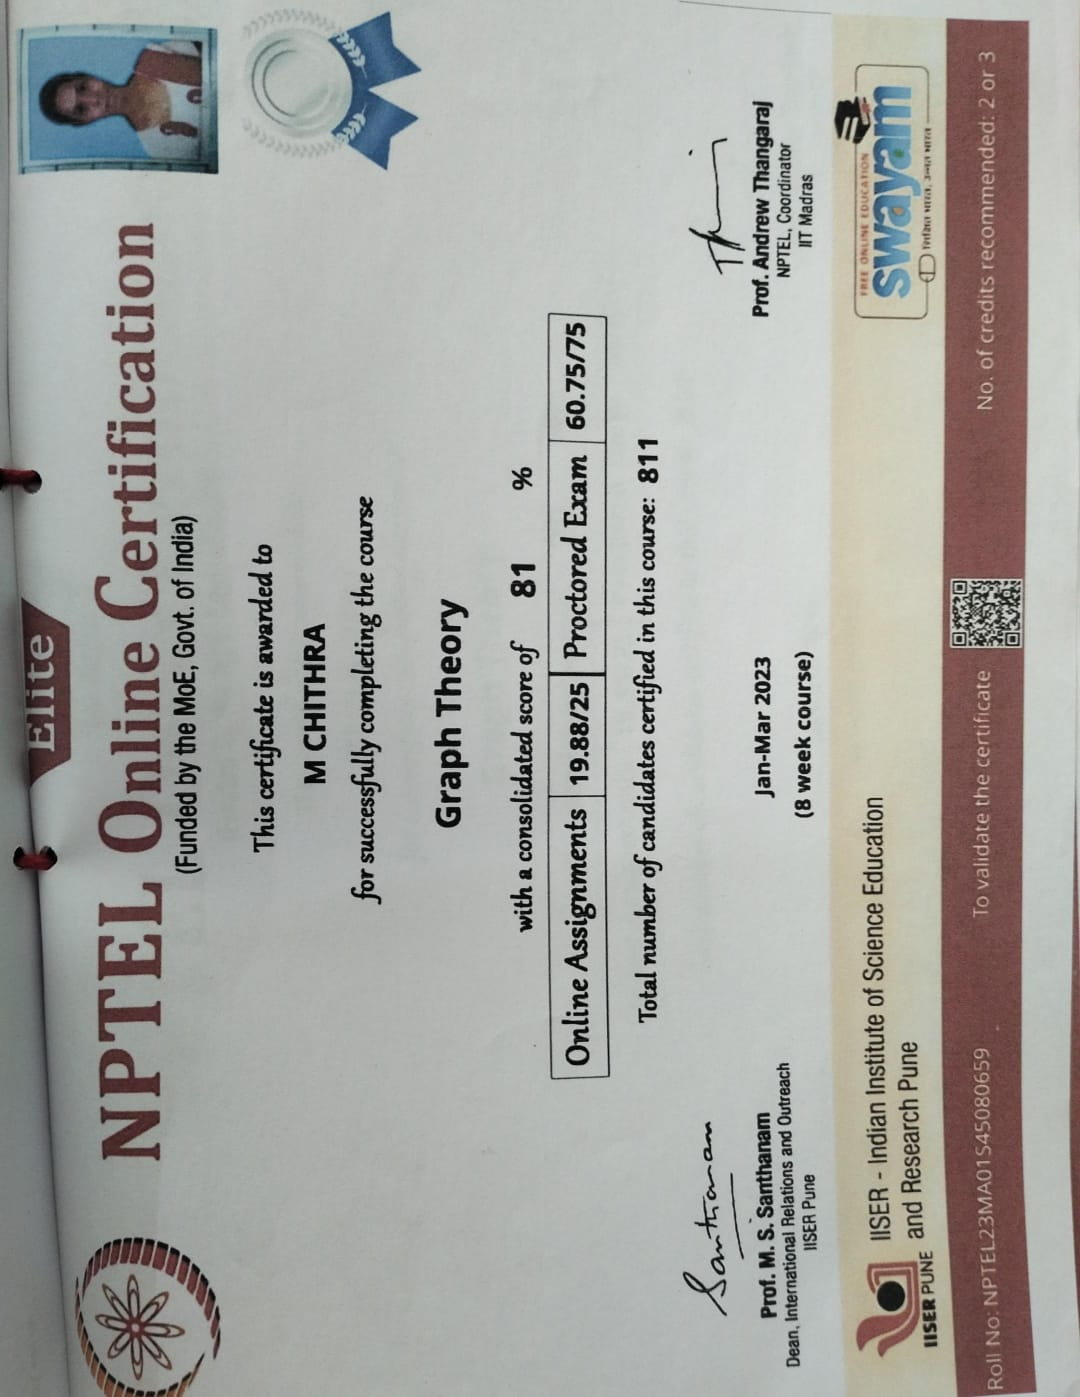 Elite
NPTEL Online Certification
(Funded by the MoE, Govt. of India)
This certificate is awarded to
M CHITHRA
for successfully completing the course
Graph Theory
with a consolidated score of 81 %
Online Assignments 19.88/25 Proctored Exam 60.75/75
Total number of candidates certified in this course: 811
Santhanam
Prof. M. S. Santhanam
Dean, International Relations and Outreach
IISER Pune
Jan-Mar 2023
(8 week course)
Prof. Andrew Thangaraj
NPTEL, Coordinator
IIT Madras
IISER PUNE
IISER - Indian Institute of Science Education
and Research Pune
FREE ONLINE EDUCATION
swayam
शिक्षित भारत, उन्नत भारत
Roll No: NPTEL23MA01S45080659
To validate the certificate
No. of credits recommended: 2 or 3